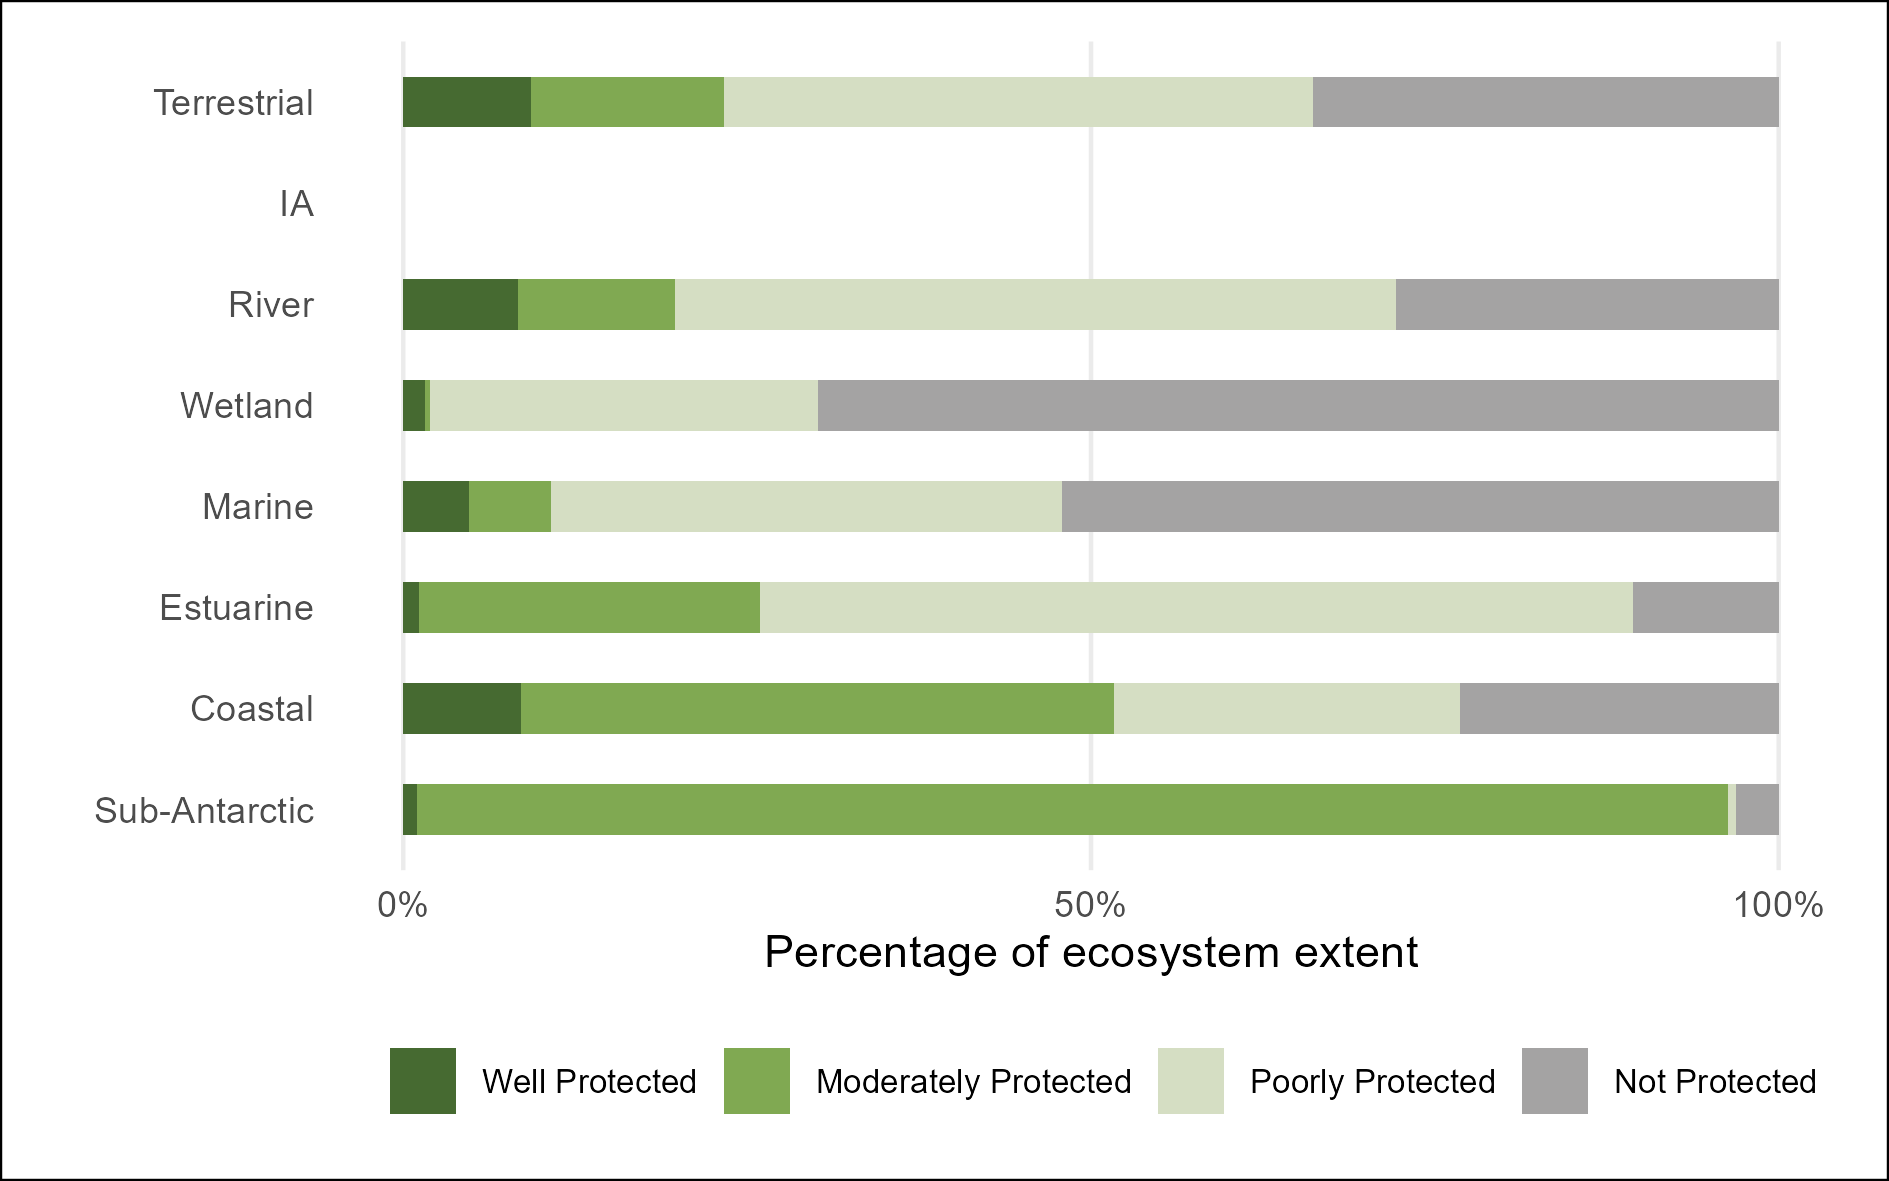 Terrestrial
IA
River
Wetland
Marine
Estuarine
Coastal
Sub-Antarctic
0% 50% 100%
Percentage of ecosystem extent
Well Protected Moderately Protected Poorly Protected Not Protected